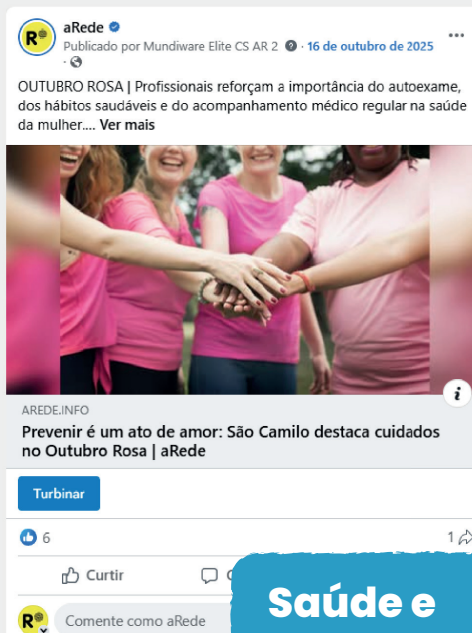 R
aRede
Publicado por Mundiware Elite CS AR 2 · 16 de outubro de 2025
OUTUBRO ROSA | Profissionais reforçam a importância do autoexame,
dos hábitos saudáveis e do acompanhamento médico regular na saúde
da mulher.... Ver mais
AREDE.INFO
Prevenir é um ato de amor: São Camilo destaca cuidados
no Outubro Rosa | aRede
Turbinar
6
1
Curtir
R
Comente como aRede
Saúde e